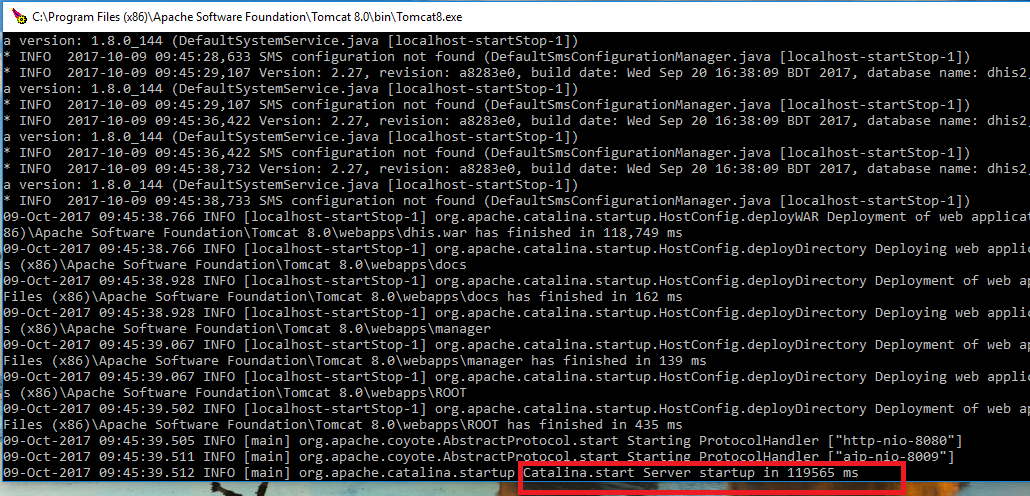 C:\Program Files (x86)\Apache Software Foundation\Tomcat 8.0\bin\Tomcat8.exe
a version: 1.8.0_144 (DefaultSystemService.java [localhost-startStop-1])
* INFO  2017-10-09 09:45:28,633 SMS configuration not found (DefaultSmsConfigurationManager.java [localhost-startStop-1])
* INFO  2017-10-09 09:45:29,107 Version: 2.27, revision: a8283e0, build date: Wed Sep 20 16:38:09 BDT 2017, database name: dhis2,
a version: 1.8.0_144 (DefaultSystemService.java [localhost-startStop-1])
* INFO  2017-10-09 09:45:29,107 SMS configuration not found (DefaultSmsConfigurationManager.java [localhost-startStop-1])
* INFO  2017-10-09 09:45:36,422 Version: 2.27, revision: a8283e0, build date: Wed Sep 20 16:38:09 BDT 2017, database name: dhis2,
a version: 1.8.0_144 (DefaultSystemService.java [localhost-startStop-1])
* INFO  2017-10-09 09:45:36,422 SMS configuration not found (DefaultSmsConfigurationManager.java [localhost-startStop-1])
* INFO  2017-10-09 09:45:38,732 Version: 2.27, revision: a8283e0, build date: Wed Sep 20 16:38:09 BDT 2017, database name: dhis2,
a version: 1.8.0_144 (DefaultSystemService.java [localhost-startStop-1])
* INFO  2017-10-09 09:45:38,733 SMS configuration not found (DefaultSmsConfigurationManager.java [localhost-startStop-1])
09-Oct-2017 09:45:38.766 INFO [localhost-startStop-1] org.apache.catalina.startup.HostConfig.deployWAR Deployment of web applicat
86)\Apache Software Foundation\Tomcat 8.0\webapps\dhis.war has finished in 118,749 ms
09-Oct-2017 09:45:38.766 INFO [localhost-startStop-1] org.apache.catalina.startup.HostConfig.deployDirectory Deploying web applic
s (x86)\Apache Software Foundation\Tomcat 8.0\webapps\docs
09-Oct-2017 09:45:38.928 INFO [localhost-startStop-1] org.apache.catalina.startup.HostConfig.deployDirectory Deployment of web ap
Files (x86)\Apache Software Foundation\Tomcat 8.0\webapps\docs has finished in 162 ms
09-Oct-2017 09:45:38.928 INFO [localhost-startStop-1] org.apache.catalina.startup.HostConfig.deployDirectory Deploying web applic
s (x86)\Apache Software Foundation\Tomcat 8.0\webapps\manager
09-Oct-2017 09:45:39.067 INFO [localhost-startStop-1] org.apache.catalina.startup.HostConfig.deployDirectory Deployment of web ap
Files (x86)\Apache Software Foundation\Tomcat 8.0\webapps\manager has finished in 139 ms
09-Oct-2017 09:45:39.067 INFO [localhost-startStop-1] org.apache.catalina.startup.HostConfig.deployDirectory Deploying web applic
s (x86)\Apache Software Foundation\Tomcat 8.0\webapps\ROOT
09-Oct-2017 09:45:39.502 INFO [localhost-startStop-1] org.apache.catalina.startup.HostConfig.deployDirectory Deployment of web ap
Files (x86)\Apache Software Foundation\Tomcat 8.0\webapps\ROOT has finished in 435 ms
09-Oct-2017 09:45:39.505 INFO [main] org.apache.coyote.AbstractProtocol.start Starting ProtocolHandler ["http-nio-8080"]
09-Oct-2017 09:45:39.511 INFO [main] org.apache.coyote.AbstractProtocol.start Starting ProtocolHandler ["ajp-nio-8009"]
09-Oct-2017 09:45:39.512 INFO [main] org.apache.catalina.startup Catalina.start Server startup in 119565 ms